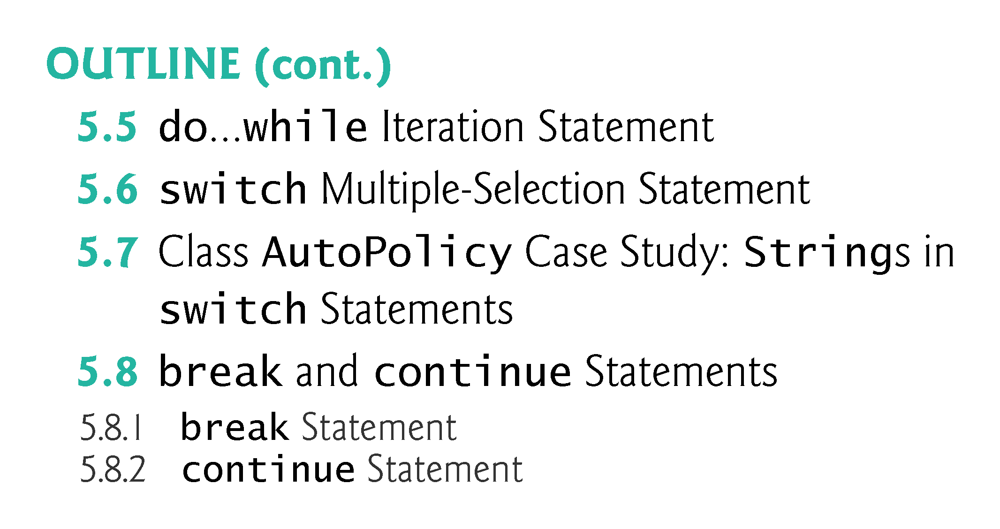 OUTLINE (cont.)
5.5 do…while Iteration Statement
5.6 switch Multiple-Selection Statement
5.7 Class AutoPolicy Case Study: Strings in
switch Statements
5.8 break and continue Statements
5.8.1 break Statement
5.8.2 continue Statement